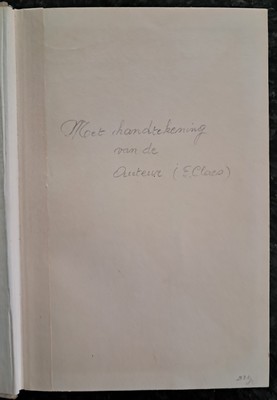 Met handtekening
van de
Auteur (E. Claes)